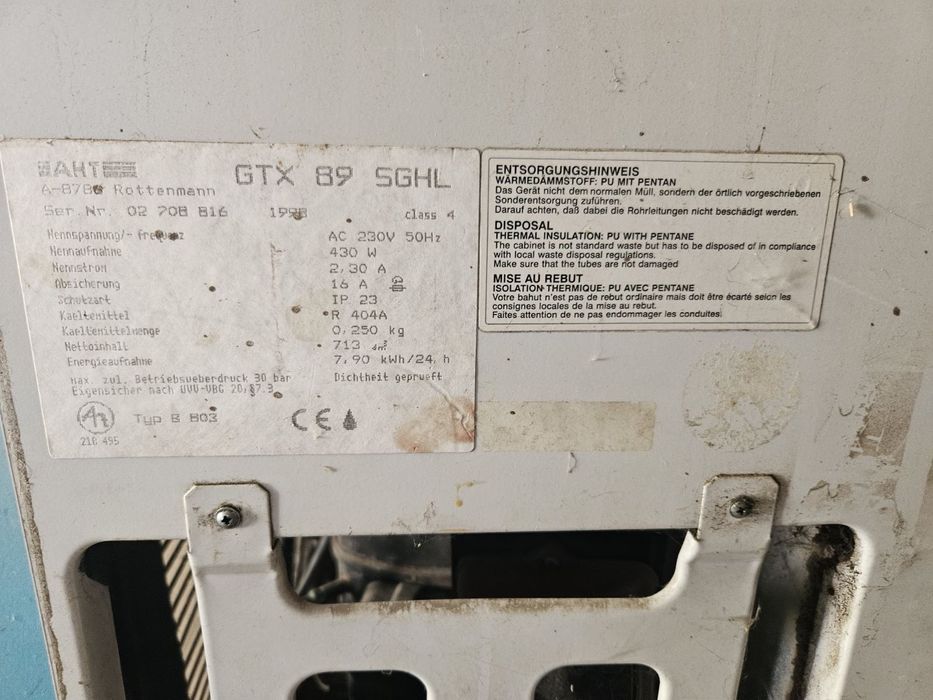 AHT
GTX 89 SGHL
A-8786 Rottenmann
Ser.Nr. 02 708 816 1998 class 4
Nennspannung/- frequenz AC 230V 50Hz
Nennaufnahme 430 W
Nennstrom 2,30 A
Absicherung 16 A
Schutzart IP 23
Kaeltemittel R 404A
Kaeltemittelmenge 0,250 kg
Nettoinhalt 713 dm³
Energieaufnahme 7,90 kWh/24 h
max. zul. Betriebsueberdruck 30 bar Dichtheit geprueft
Eigensicher nach UVV-VBG 20,§7.3
Typ B 803 CE
210 495
ENTSORGUNGSHINWEIS
WÄRMEDÄMMSTOFF: PU MIT PENTAN
Das Gerät nicht dem normalen Müll, sondern der örtlich vorgeschriebenen
Sonderentsorgung zuführen.
Darauf achten, daß dabei die Rohrleitungen nicht beschädigt werden.
DISPOSAL
THERMAL INSULATION: PU WITH PENTANE
The cabinet is not standard waste but has to be disposed of in compliance
with local waste disposal regulations.
Make sure that the tubes are not damaged
MISE AU REBUT
ISOLATION THERMIQUE: PU AVEC PENTANE
Votre bahut n'est pas de rebut ordinaire mais doit être écarté selon les
consignes locales de la mise au rebut.
Faites attention de ne pas endommager les conduites.